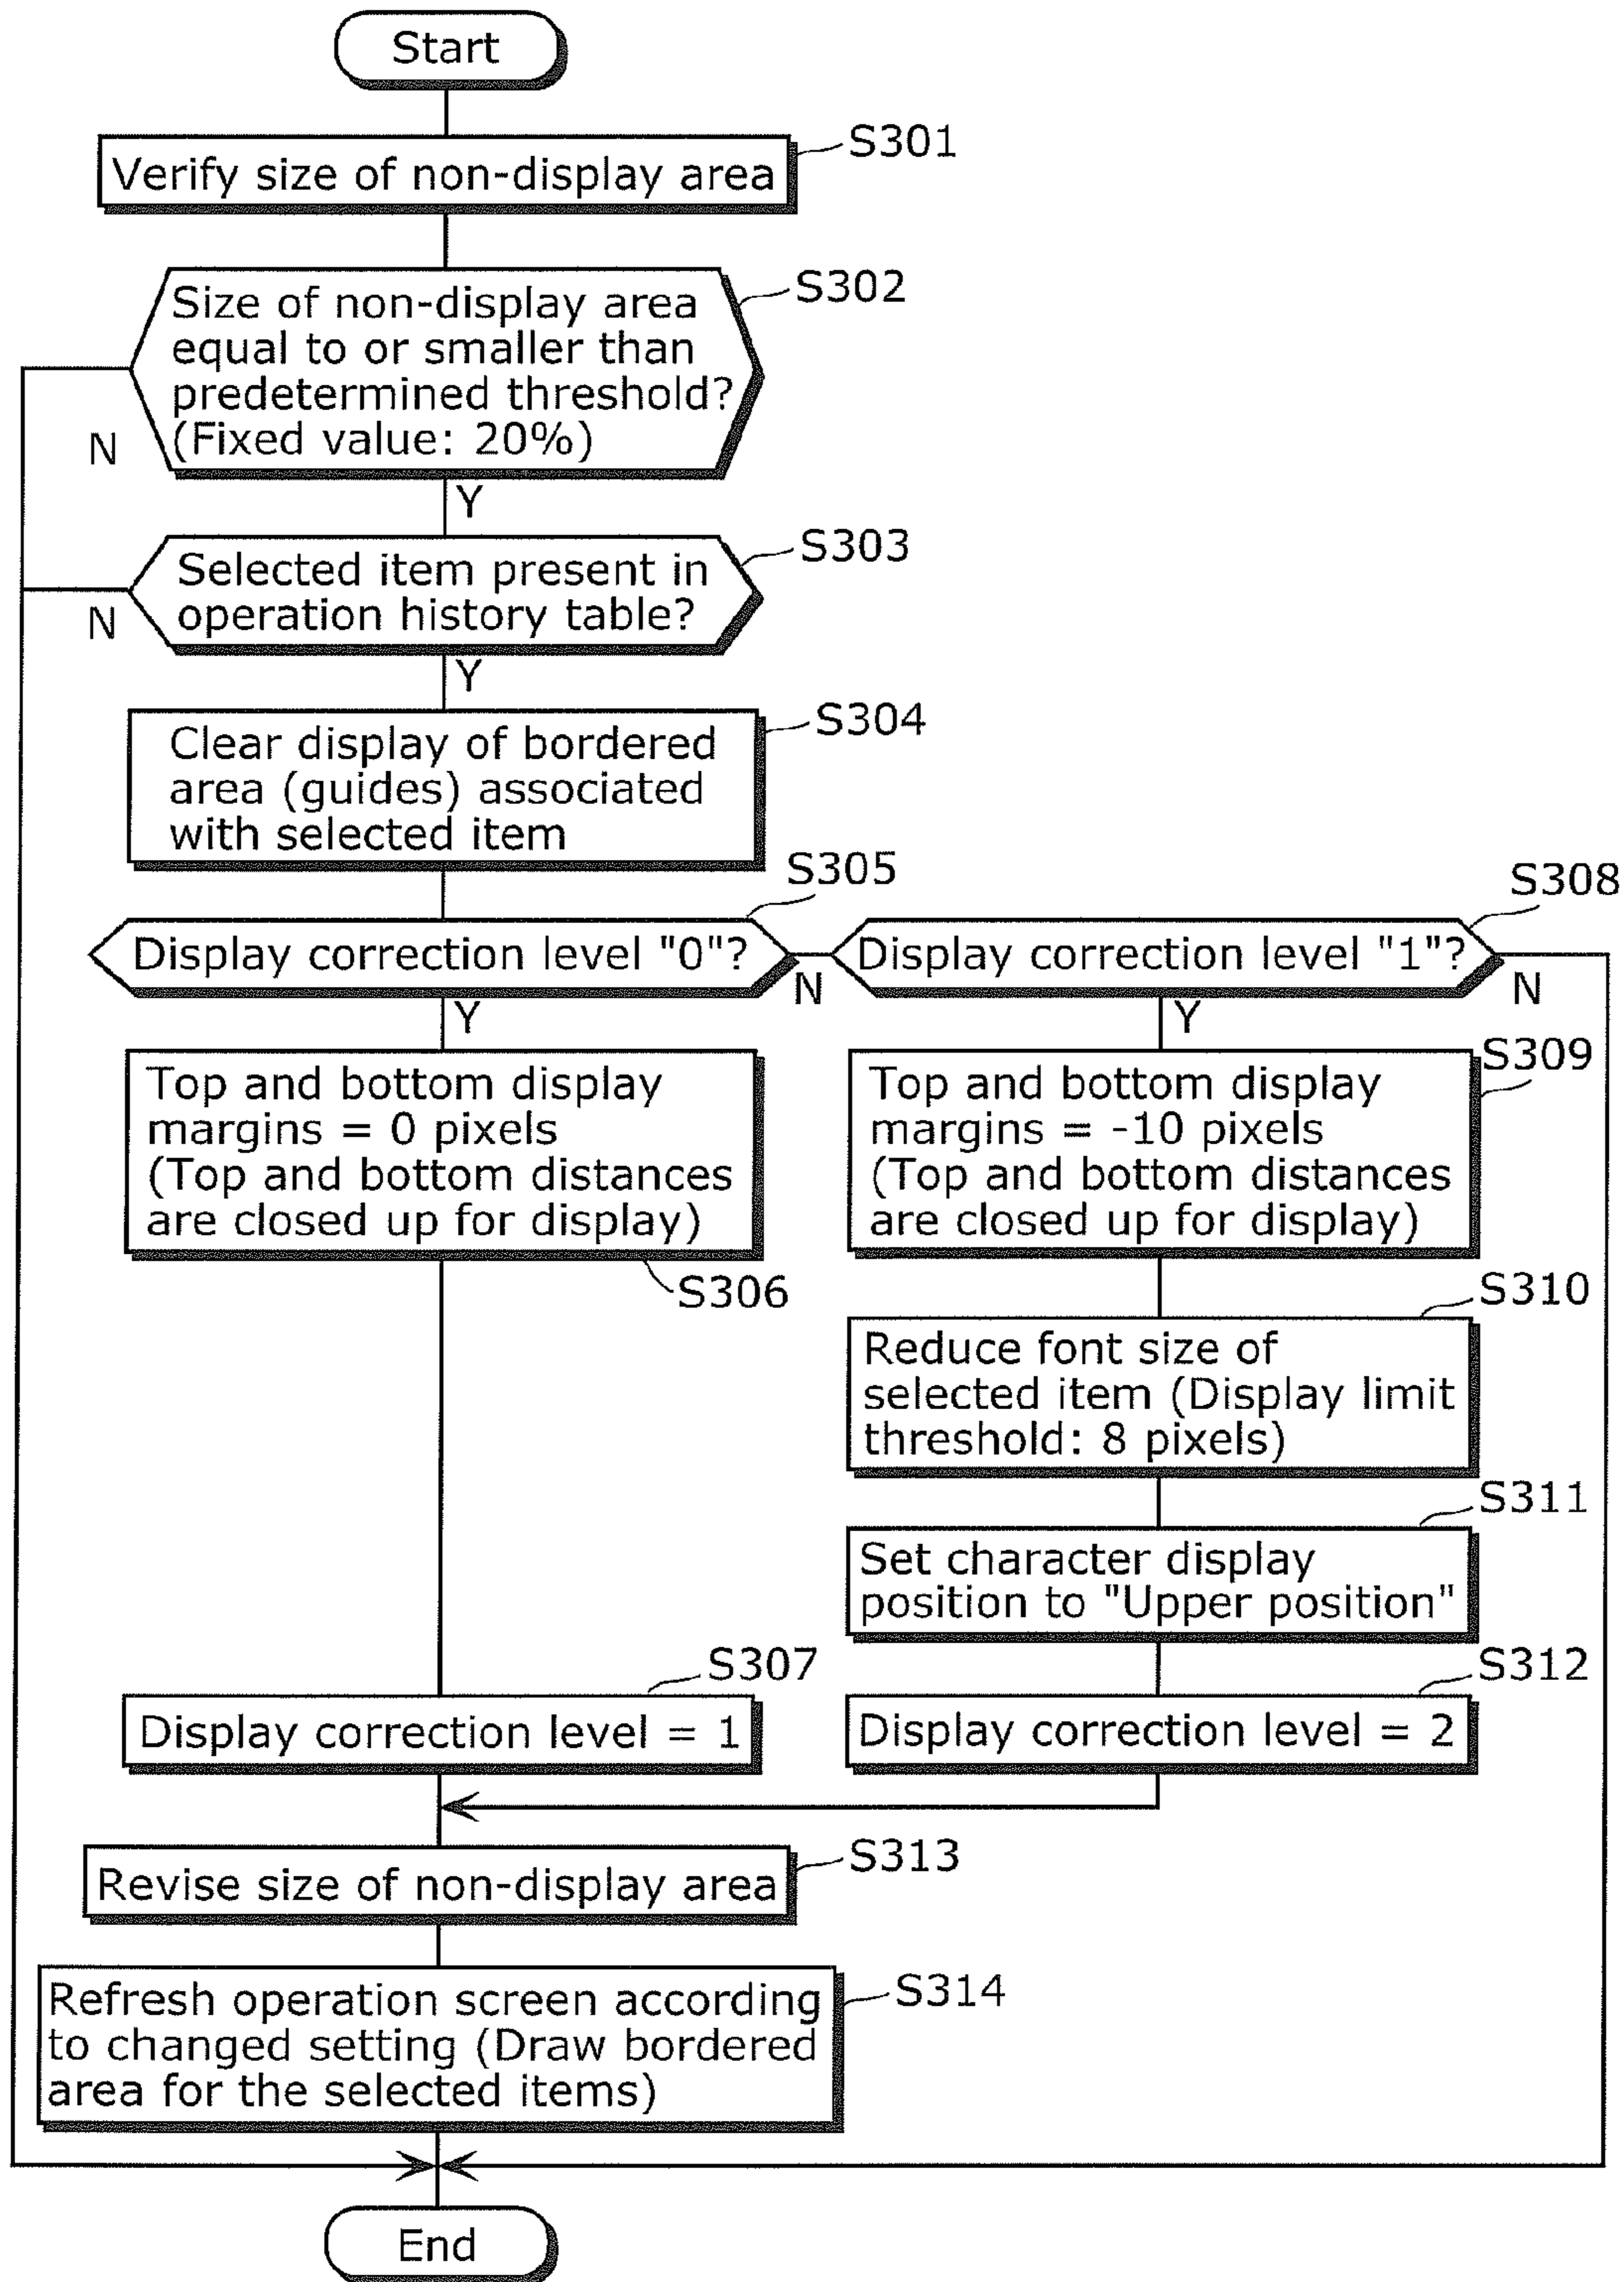 Start
S301
Verify size of non-display area
S302
Size of non-display area
equal to or smaller than
predetermined threshold?
(Fixed value: 20%)
N
Y
S303
Selected item present in
operation history table?
N
Y
S304
Clear display of bordered
area (guides) associated
with selected item
S305
Display correction level "0"?
N
Y
S308
Display correction level "1"?
N
Y
Top and bottom display
margins = 0 pixels
(Top and bottom distances
are closed up for display)
S306
S309
Top and bottom display
margins = -10 pixels
(Top and bottom distances
are closed up for display)
S310
Reduce font size of
selected item (Display limit
threshold: 8 pixels)
S311
Set character display
position to "Upper position"
S307
Display correction level = 1
S312
Display correction level = 2
S313
Revise size of non-display area
S314
Refresh operation screen according
to changed setting (Draw bordered
area for the selected items)
End